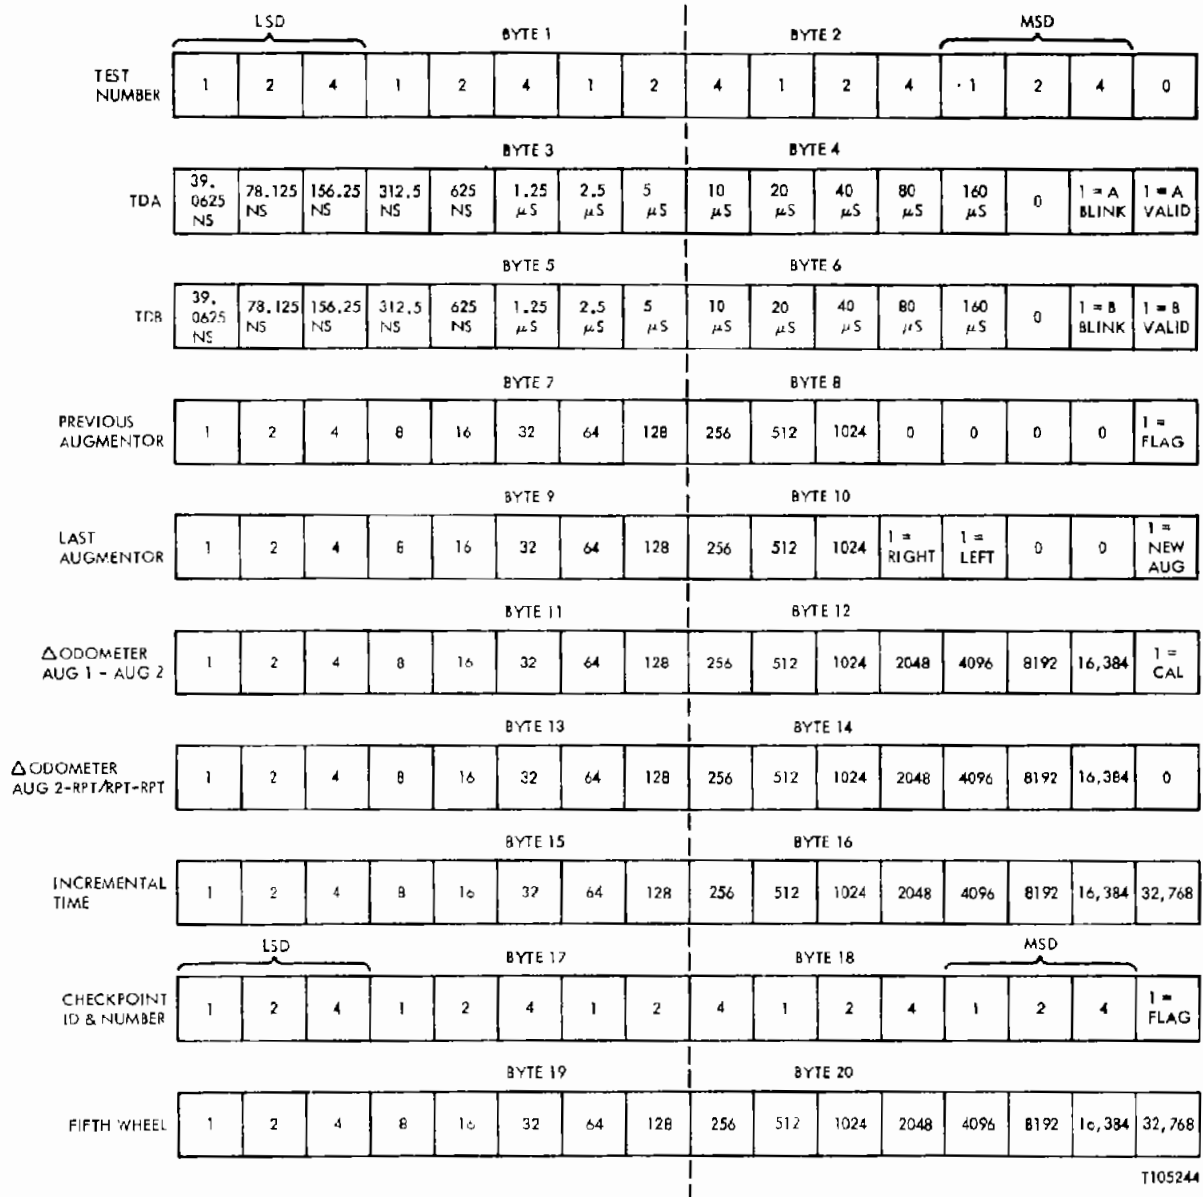 LSD BYTE 1 BYTE 2 MSD
TEST NUMBER 1 2 4 1 2 4 1 2 4 1 2 4 1 2 4 0
BYTE 3 BYTE 4
TDA 39.0625 NS 78.125 NS 156.25 NS 312.5 NS 625 NS 1.25 μS 2.5 μS 5 μS 10 μS 20 μS 40 μS 80 μS 160 μS 0 1 = A BLINK 1 = A VALID
BYTE 5 BYTE 6
TDB 39.0625 NS 78.125 NS 156.25 NS 312.5 NS 625 NS 1.25 μS 2.5 μS 5 μS 10 μS 20 μS 40 μS 80 μS 160 μS 0 1 = B BLINK 1 = B VALID
BYTE 7 BYTE 8
PREVIOUS AUGMENTOR 1 2 4 8 16 32 64 128 256 512 1024 0 0 0 0 1 = FLAG
BYTE 9 BYTE 10
LAST AUGMENTOR 1 2 4 8 16 32 64 128 256 512 1024 1 = RIGHT 1 = LEFT 0 0 1 = NEW AUG
BYTE 11 BYTE 12
Δ ODOMETER AUG 1 - AUG 2 1 2 4 8 16 32 64 128 256 512 1024 2048 4096 8192 16,384 1 = CAL
BYTE 13 BYTE 14
Δ ODOMETER AUG 2-RPT/RPT-RPT 1 2 4 8 16 32 64 128 256 512 1024 2048 4096 8192 16,384 0
BYTE 15 BYTE 16
INCREMENTAL TIME 1 2 4 8 16 32 64 128 256 512 1024 2048 4096 8192 16,384 32,768
LSD BYTE 17 BYTE 18 MSD
CHECKPOINT ID & NUMBER 1 2 4 1 2 4 1 2 4 1 2 4 1 2 4 1 = FLAG
BYTE 19 BYTE 20
FIFTH WHEEL 1 2 4 8 16 32 64 128 256 512 1024 2048 4096 8192 16,384 32,768
T105244